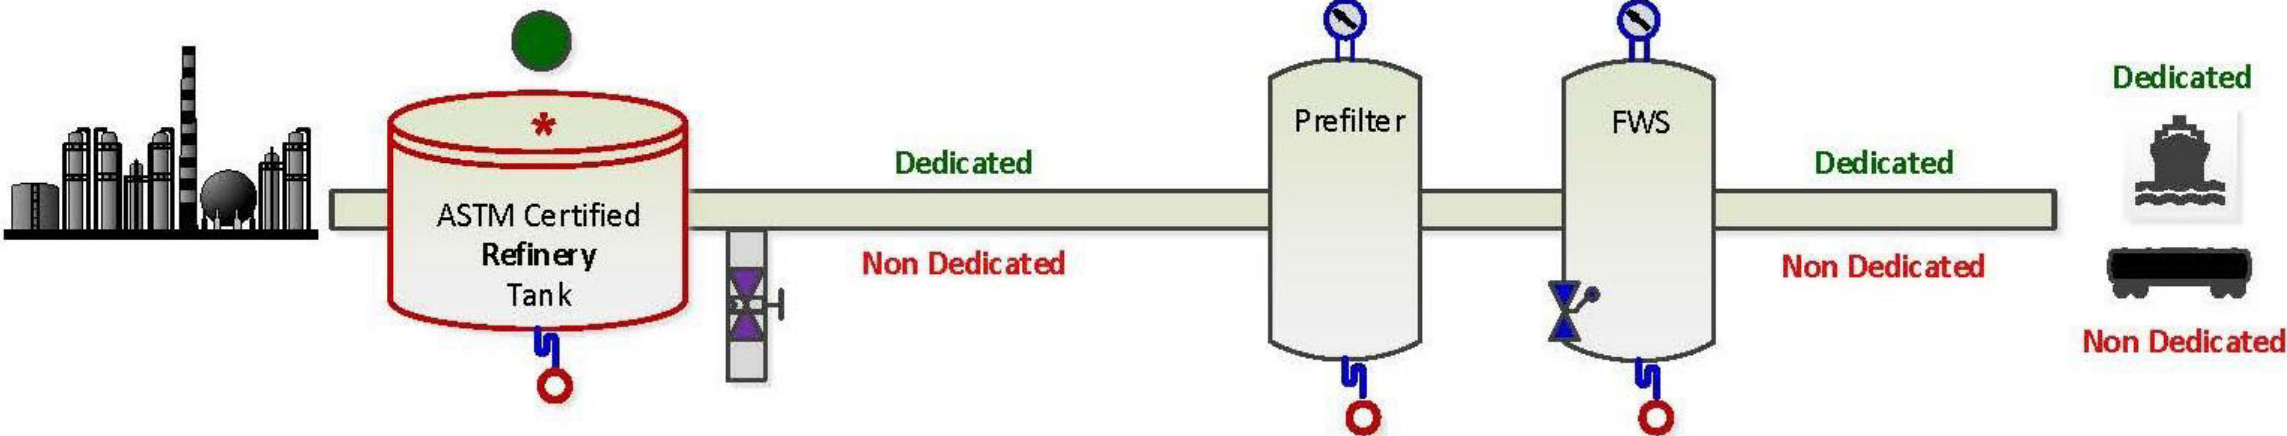 *
ASTM Certified
Refinery
Tank
Dedicated
Non Dedicated
Prefilter
FWS
Dedicated
Non Dedicated
Dedicated
Non Dedicated